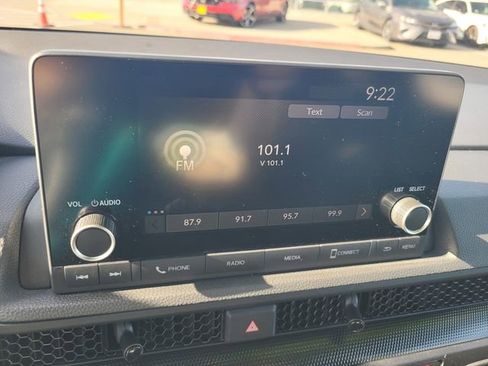 9:22
Text Scan
FM
101.1
V 101.1
VOL AUDIO
LIST SELECT
87.9 91.7 95.7 99.9
PHONE RADIO MEDIA CONNECT MENU